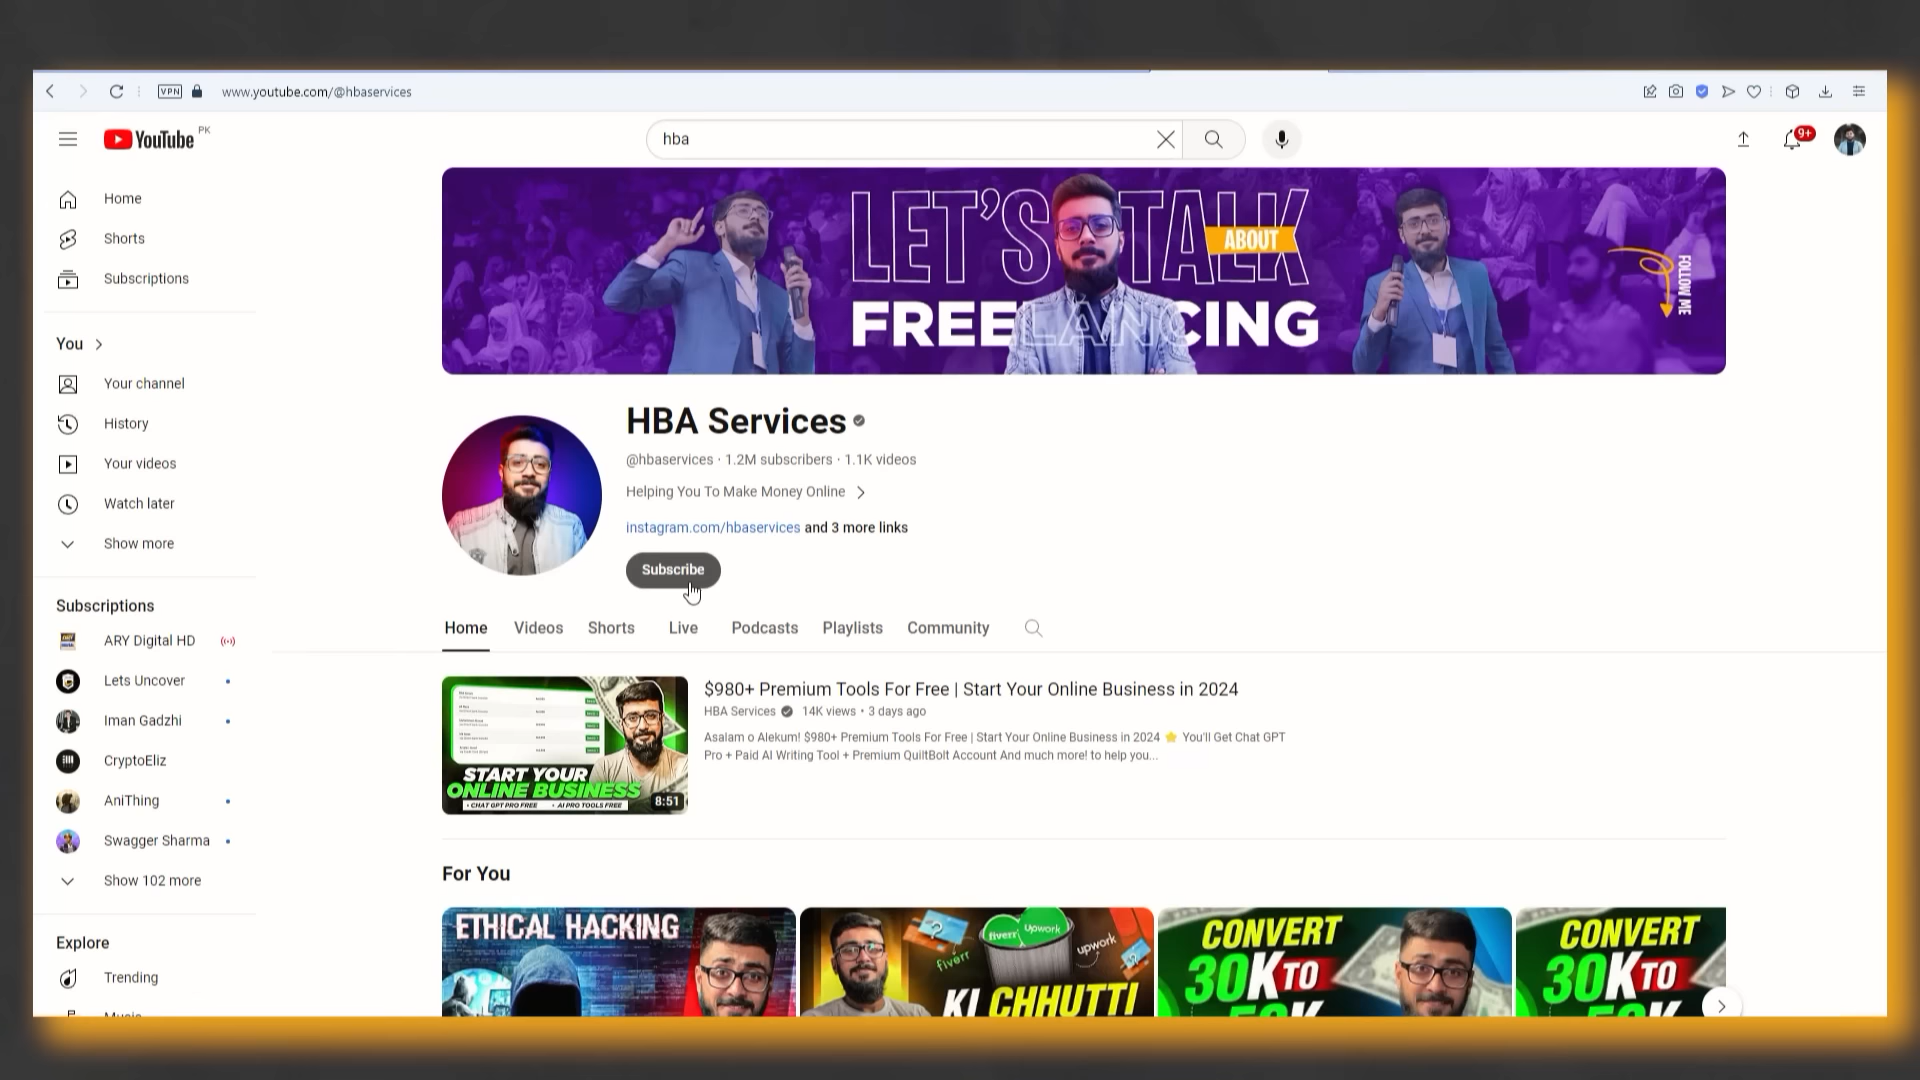 VPN
www.youtube.com/@hbaservices
YouTube PK
hba
9+
Home
Shorts
Subscriptions
You
Your channel
History
Your videos
Watch later
Show more
Subscriptions
ARY Digital HD
Lets Uncover
Iman Gadzhi
CryptoEliz
AniThing
Swagger Sharma
Show 102 more
Explore
Trending
LET'S TALK
ABOUT
FREELANCING
FOLLOW ME
HBA Services
@hbaservices · 1.2M subscribers · 1.1K videos
Helping You To Make Money Online
instagram.com/hbaservices and 3 more links
Subscribe
Home Videos Shorts Live Podcasts Playlists Community
START YOUR
ONLINE BUSINESS
• CHAT GPT PRO FREE • AI PRO TOOLS FREE
8:51
$980+ Premium Tools For Free | Start Your Online Business in 2024
HBA Services 14K views • 3 days ago
Asalam o Alekum! $980+ Premium Tools For Free | Start Your Online Business in 2024 ⭐ You'll Get Chat GPT
Pro + Paid AI Writing Tool + Premium QuiltBolt Account And much more! to help you...
For You
ETHICAL HACKING
fiverr Upwork
fiverr
upwork
KI CHHUTTI
CONVERT
30K TO
CONVERT
30K TO